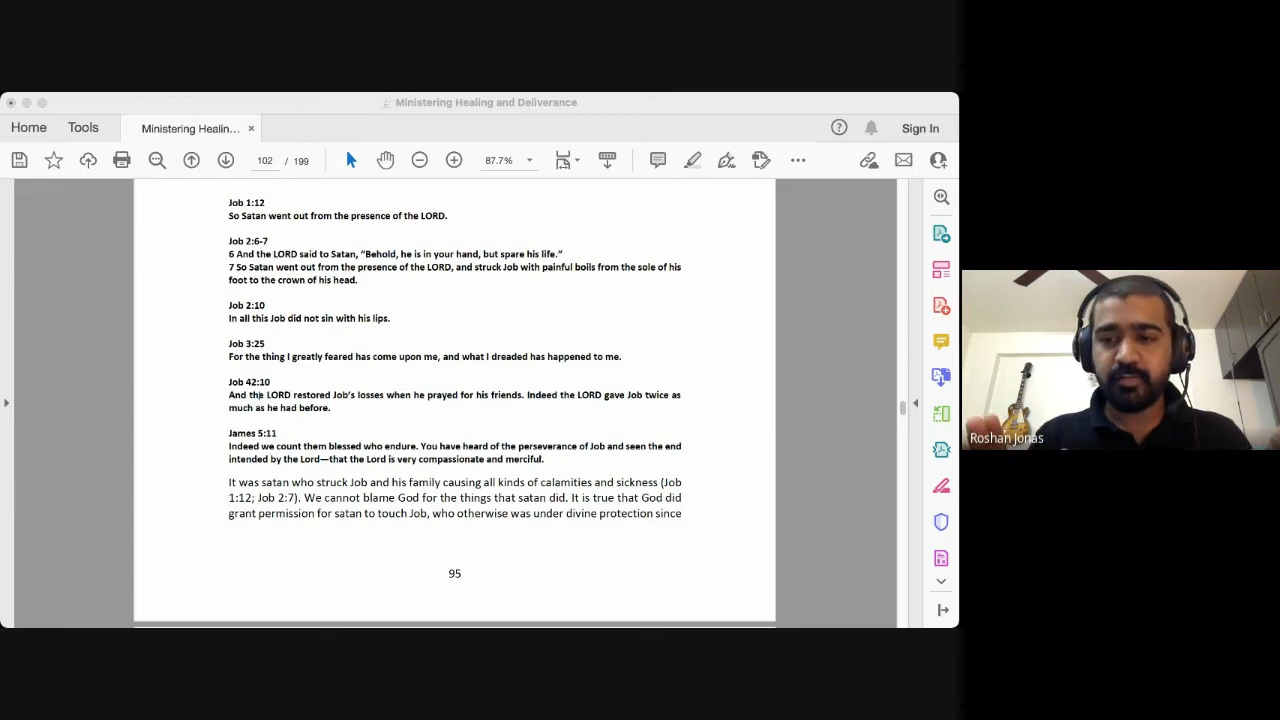 Ministering Healing and Deliverance
Home
Tools
Ministering Healin...
Sign In
102 / 199
87.7%
Job 1:12
So Satan went out from the presence of the LORD.
Job 2:6-7
6 And the LORD said to Satan, “Behold, he is in your hand, but spare his life.”
7 So Satan went out from the presence of the LORD, and struck Job with painful boils from the sole of his
foot to the crown of his head.
Job 2:10
In all this Job did not sin with his lips.
Job 3:25
For the thing I greatly feared has come upon me, and what I dreaded has happened to me.
Job 42:10
And the LORD restored Job’s losses when he prayed for his friends. Indeed the LORD gave Job twice as
much as he had before.
James 5:11
Indeed we count them blessed who endure. You have heard of the perseverance of Job and seen the end
intended by the Lord—that the Lord is very compassionate and merciful.
It was satan who struck Job and his family causing all kinds of calamities and sickness (Job
1:12; Job 2:7). We cannot blame God for the things that satan did. It is true that God did
grant permission for satan to touch Job, who otherwise was under divine protection since
95
Roshan Jonas